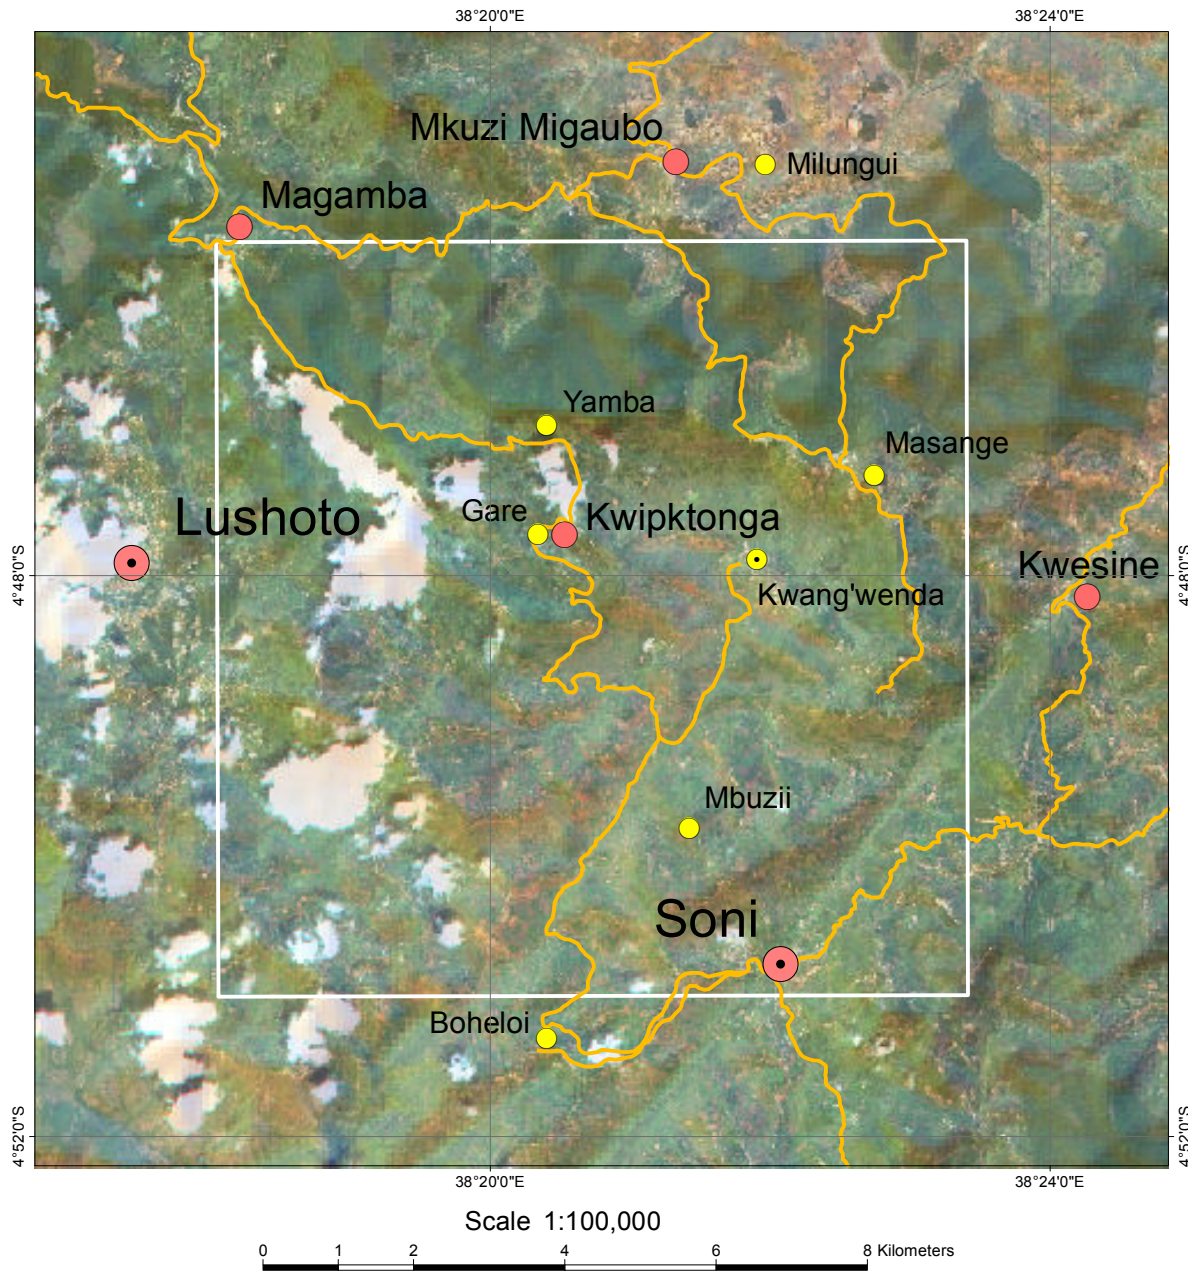 38°20'0"E
38°24'0"E
Mkuzi Migaubo
Milungui
Magamba
Yamba
Masange
Lushoto
Gare
Kwipktonga
Kwesine
4°48'0"S
4°48'0"S
Kwang'wenda
Mbuzii
Soni
Boheloi
4°52'0"S
4°52'0"S
38°20'0"E
38°24'0"E
Scale 1:100,000
0 1 2 4 6 8 Kilometers